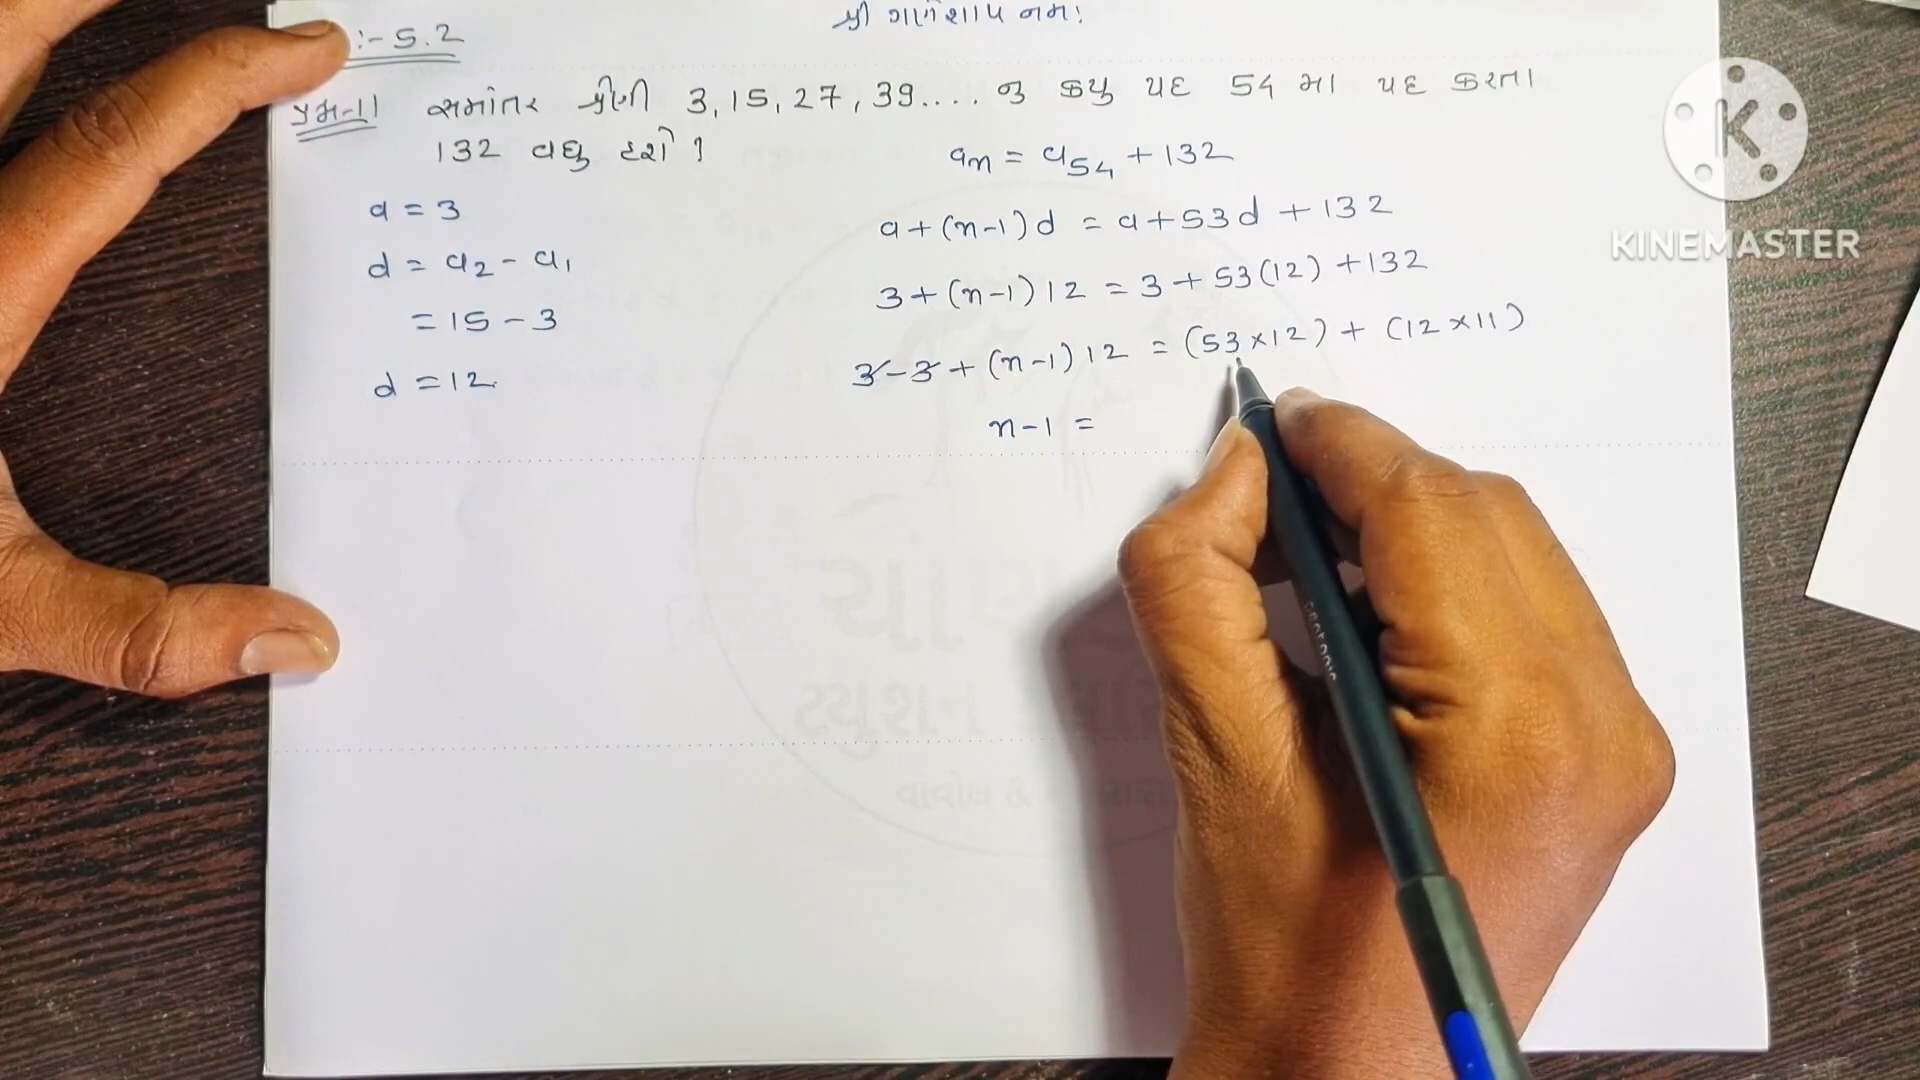 શ્રી ગણેશાય નમઃ
:- 5.2
પ્રશ્ન-11 સમાંતર શ્રેણી 3, 15, 27, 39.... નુ કયુ પદ 54 મા પદ કરતા
132 વધુ હશે ?
a = 3
d = a₂ - a₁
= 15 - 3
d = 12
aₙ = a₅₄ + 132
a + (n-1)d = a + 53d + 132
3 + (n-1)12 = 3 + 53(12) + 132
3 - 3 + (n-1)12 = (53×12) + (12×11)
n-1 =
KINEMASTER
ટ્યુશન
વાવોલ &